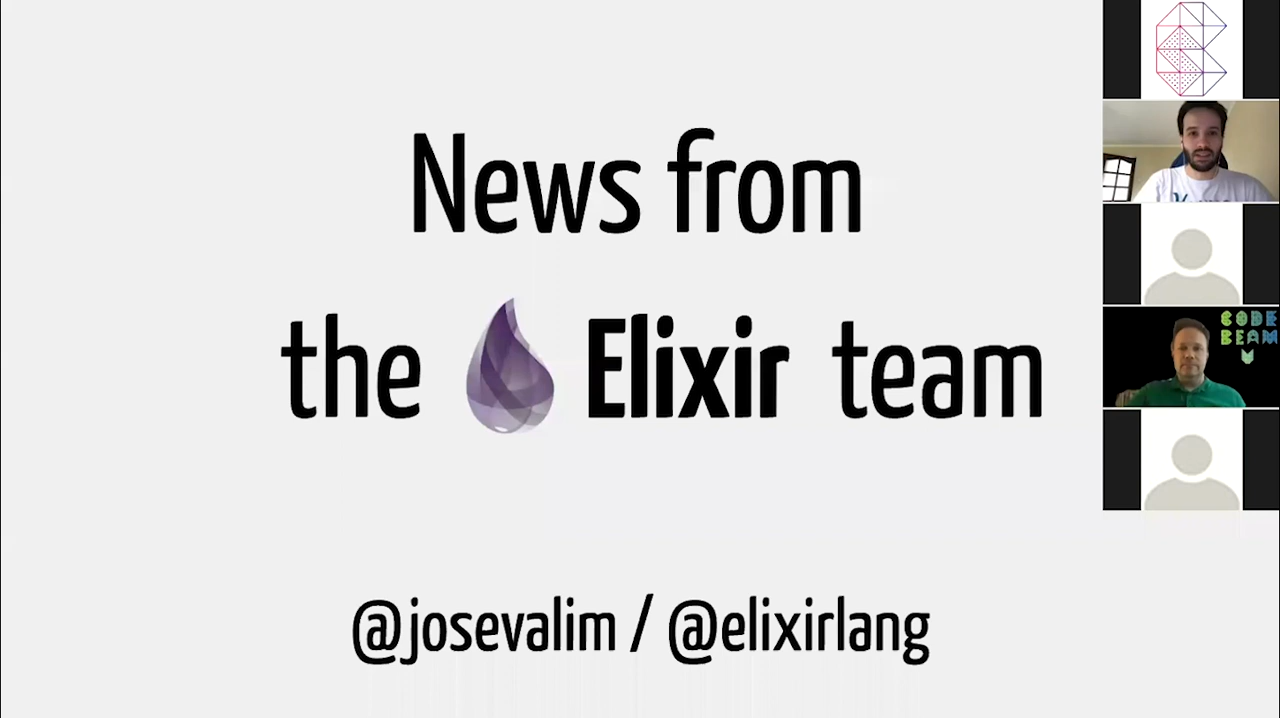 News from
the Elixir team
@josevalim / @elixirlang
CODE
BEAM
V